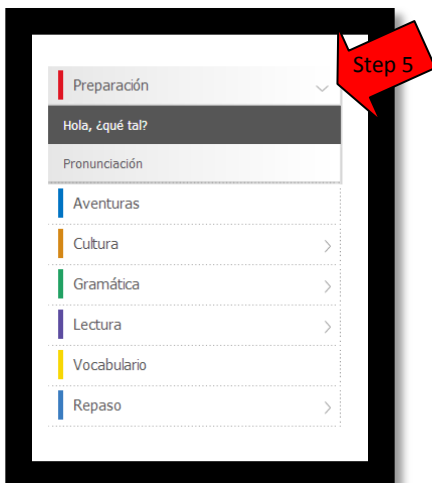 Step 5
Preparación
Hola, ¿qué tal?
Pronunciación
Aventuras
Cultura
Gramática
Lectura
Vocabulario
Repaso